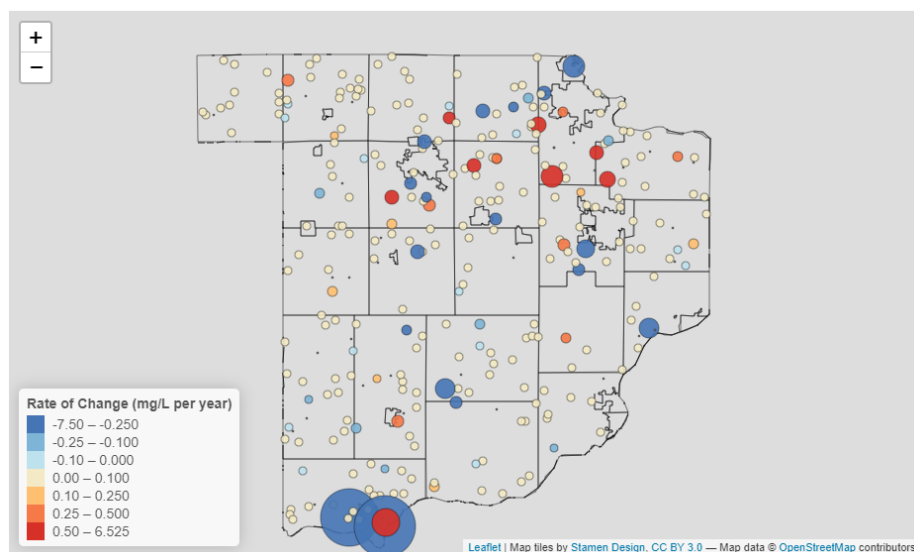 +
−
Rate of Change (mg/L per year)
-7.50 – -0.250
-0.25 – -0.100
-0.10 – 0.000
0.00 – 0.100
0.10 – 0.250
0.25 – 0.500
0.50 – 6.525
Leaflet | Map tiles by Stamen Design, CC BY 3.0 — Map data © OpenStreetMap contributors